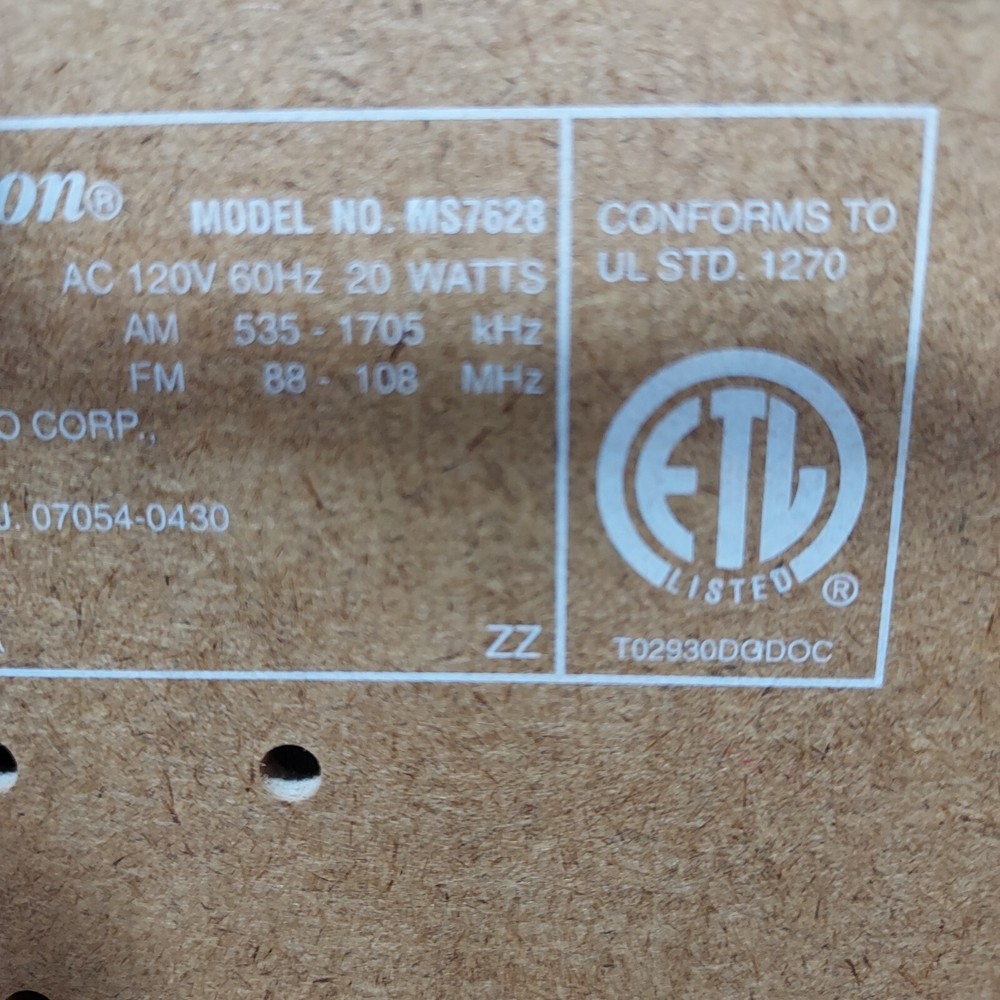 on®
MODEL NO. MS7628
AC 120V 60Hz 20 WATTS
AM 535 - 1705 kHz
FM 88 - 108 MHz
O CORP.,
J. 07054-0430
ZZ
CONFORMS TO
UL STD. 1270
ETL
LISTED ®
T02930DGDOC